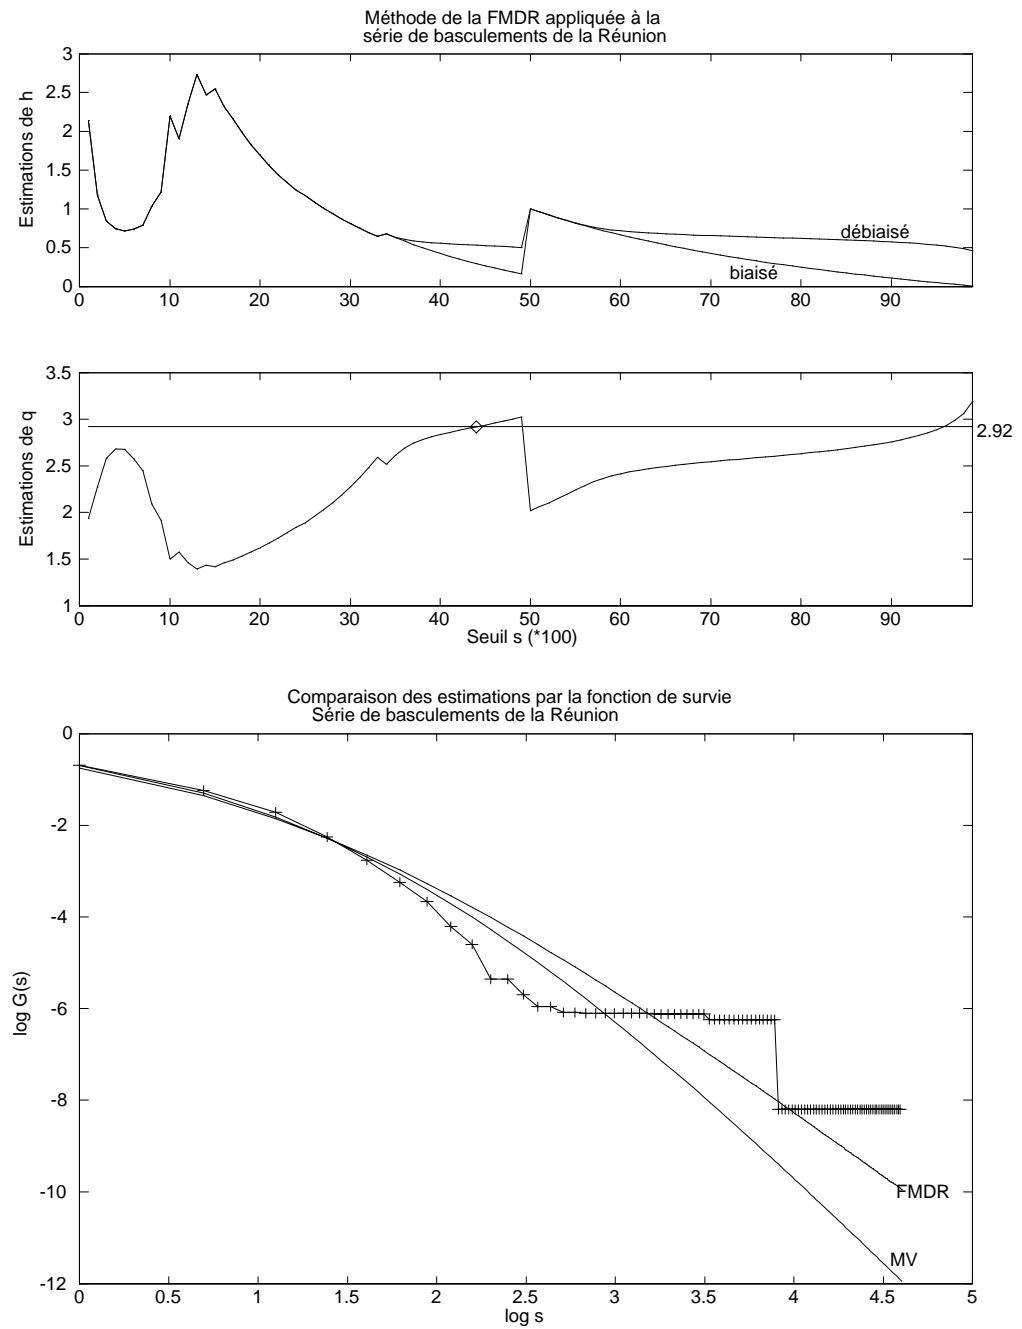 Méthode de la FMDR appliquée à la
série de basculements de la Réunion
3
2.5
2
1.5
1
0.5
0
Estimations de h
débiaisé
biaisé
0 10 20 30 40 50 60 70 80 90
3.5
3
2.5
2
1.5
1
Estimations de q
2.92
0 10 20 30 40 50 60 70 80 90
Seuil s (*100)
Comparaison des estimations par la fonction de survie
Série de basculements de la Réunion
0
-2
-4
-6
-8
-10
-12
log G(s)
FMDR
MV
0 0.5 1 1.5 2 2.5 3 3.5 4 4.5 5
log s